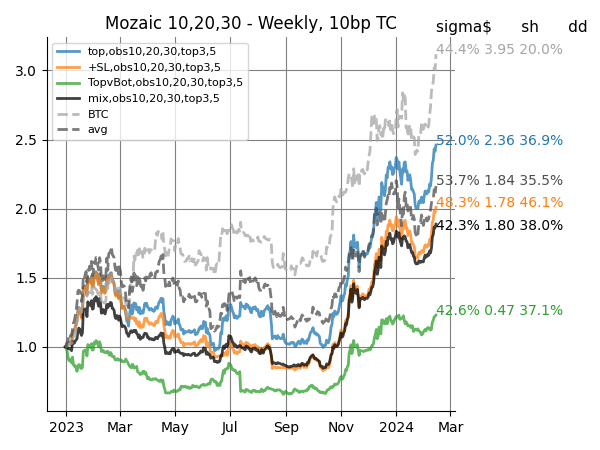 Mozaic 10,20,30 - Weekly, 10bp TC
sigma$ sh dd
top,obs10,20,30,top3,5
+SL,obs10,20,30,top3,5
TopvBot,obs10,20,30,top3,5
mix,obs10,20,30,top3,5
BTC
avg
44.4% 3.95 20.0%
52.0% 2.36 36.9%
53.7% 1.84 35.5%
48.3% 1.78 46.1%
42.3% 1.80 38.0%
42.6% 0.47 37.1%
3.0
2.5
2.0
1.5
1.0
2023 Mar May Jul Sep Nov 2024 Mar